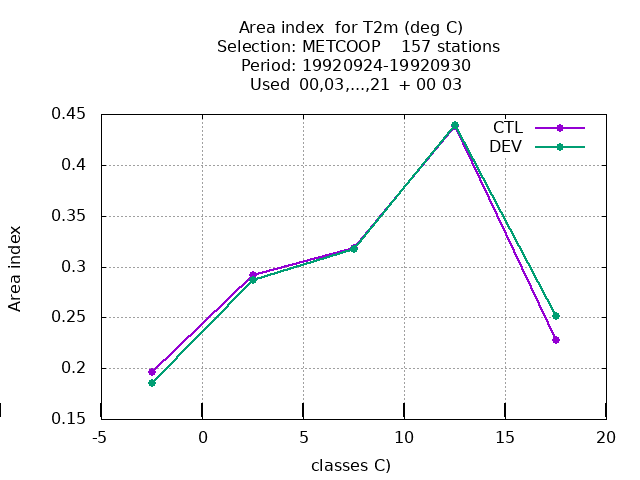 Area index  for T2m (deg C)
Selection: METCOOP    157 stations
Period: 19920924-19920930
Used  00,03,...,21  + 00 03
0.45
0.4
0.35
0.3
0.25
0.2
0.15
Area index
CTL
DEV
-5
0
5
10
15
20
classes C)